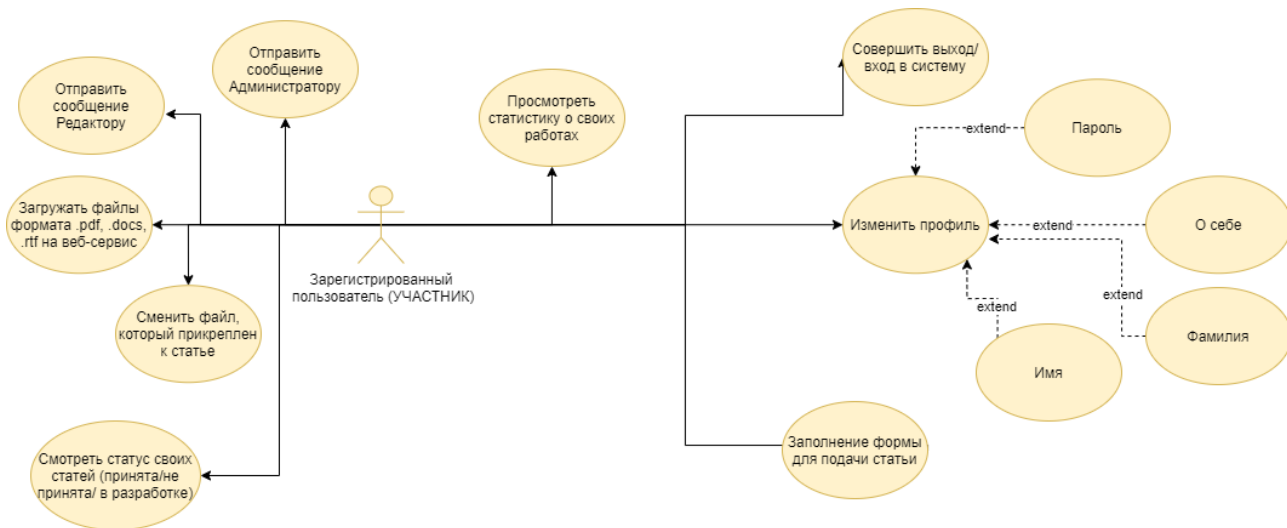 Отправить
сообщение
Редактору
Отправить
сообщение
Администратору
Просмотреть
статистику о своих
работах
Совершить выход/
вход в систему
extend
Пароль
Загружать файлы
формата .pdf, .docs,
.rtf на веб-сервис
Изменить профиль
extend
О себе
Зарегистрированный
пользователь (УЧАСТНИК)
Сменить файл,
который прикреплен
к статье
extend
extend
Фамилия
Имя
Смотреть статус своих
статей (принята/не
принята/ в разработке)
Заполнение формы
для подачи статьи